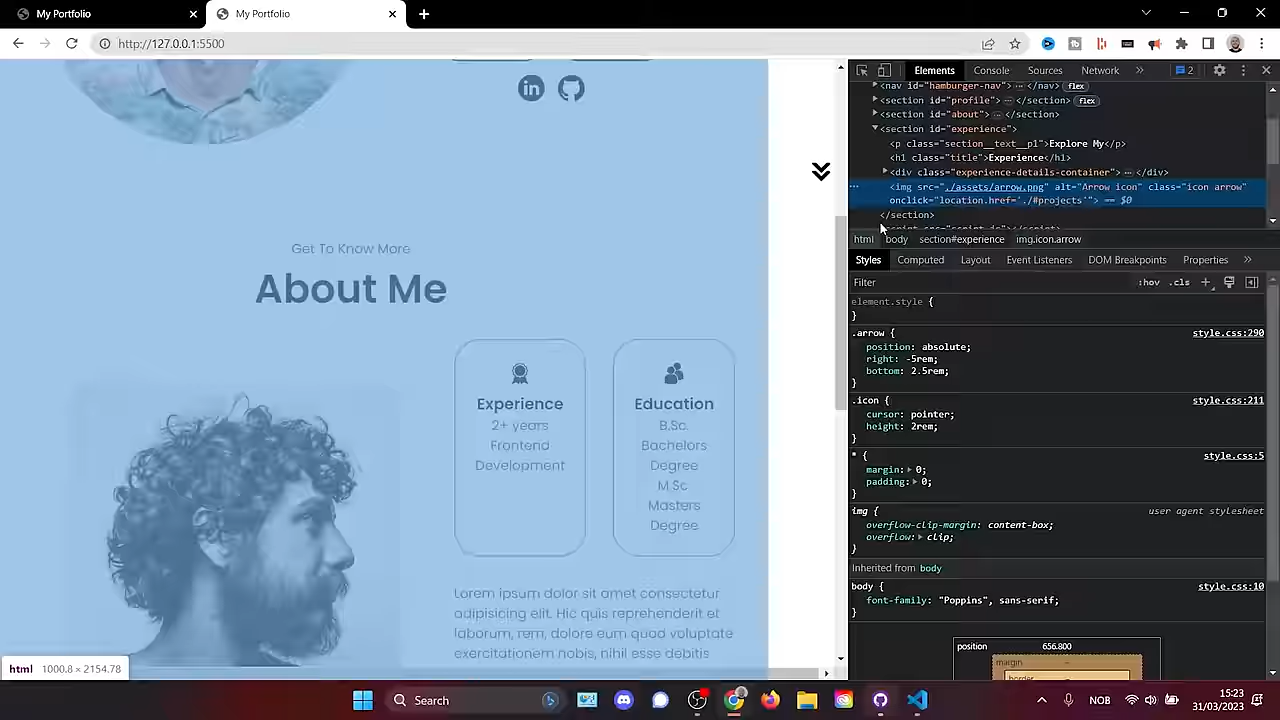 My Portfolio
My Portfolio
http://127.0.0.1:5500
Elements Console Sources Network » 2
<nav id="hamburger-nav"> … </nav> flex
<section id="profile"> … </section> flex
<section id="about"> … </section>
<section id="experience">
<p class="section__text__p1">Explore My</p>
<h1 class="title">Experience</h1>
<div class="experience-details-container"> … </div>
<img src="./assets/arrow.png" alt="Arrow icon" class="icon arrow"
onclick="location.href='./#projects'"> == $0
</section>
html body section#experience img.icon.arrow
Styles Computed Layout Event Listeners DOM Breakpoints Properties »
Filter :hov .cls
element.style {
}
.arrow { style.css:290
position: absolute;
right: -5rem;
bottom: 2.5rem;
}
.icon { style.css:211
cursor: pointer;
height: 2rem;
}
* { style.css:5
margin: 0;
padding: 0;
}
img { user agent stylesheet
overflow-clip-margin: content-box;
overflow: clip;
}
Inherited from body
body { style.css:10
font-family: "Poppins", sans-serif;
}
position 656.800
margin -
border
Get To Know More
About Me
Experience
2+ years
Frontend
Development
Education
B.Sc.
Bachelors
Degree
M.Sc
Masters
Degree
Lorem ipsum dolor sit amet consectetur
adipisicing elit. Hic quis reprehenderit et
laborum, rem, dolore eum quod voluptate
exercitationem nobis, nihil esse debitis
html 1000.8 × 2154.78
Search
NOB
15:23
31/03/2023